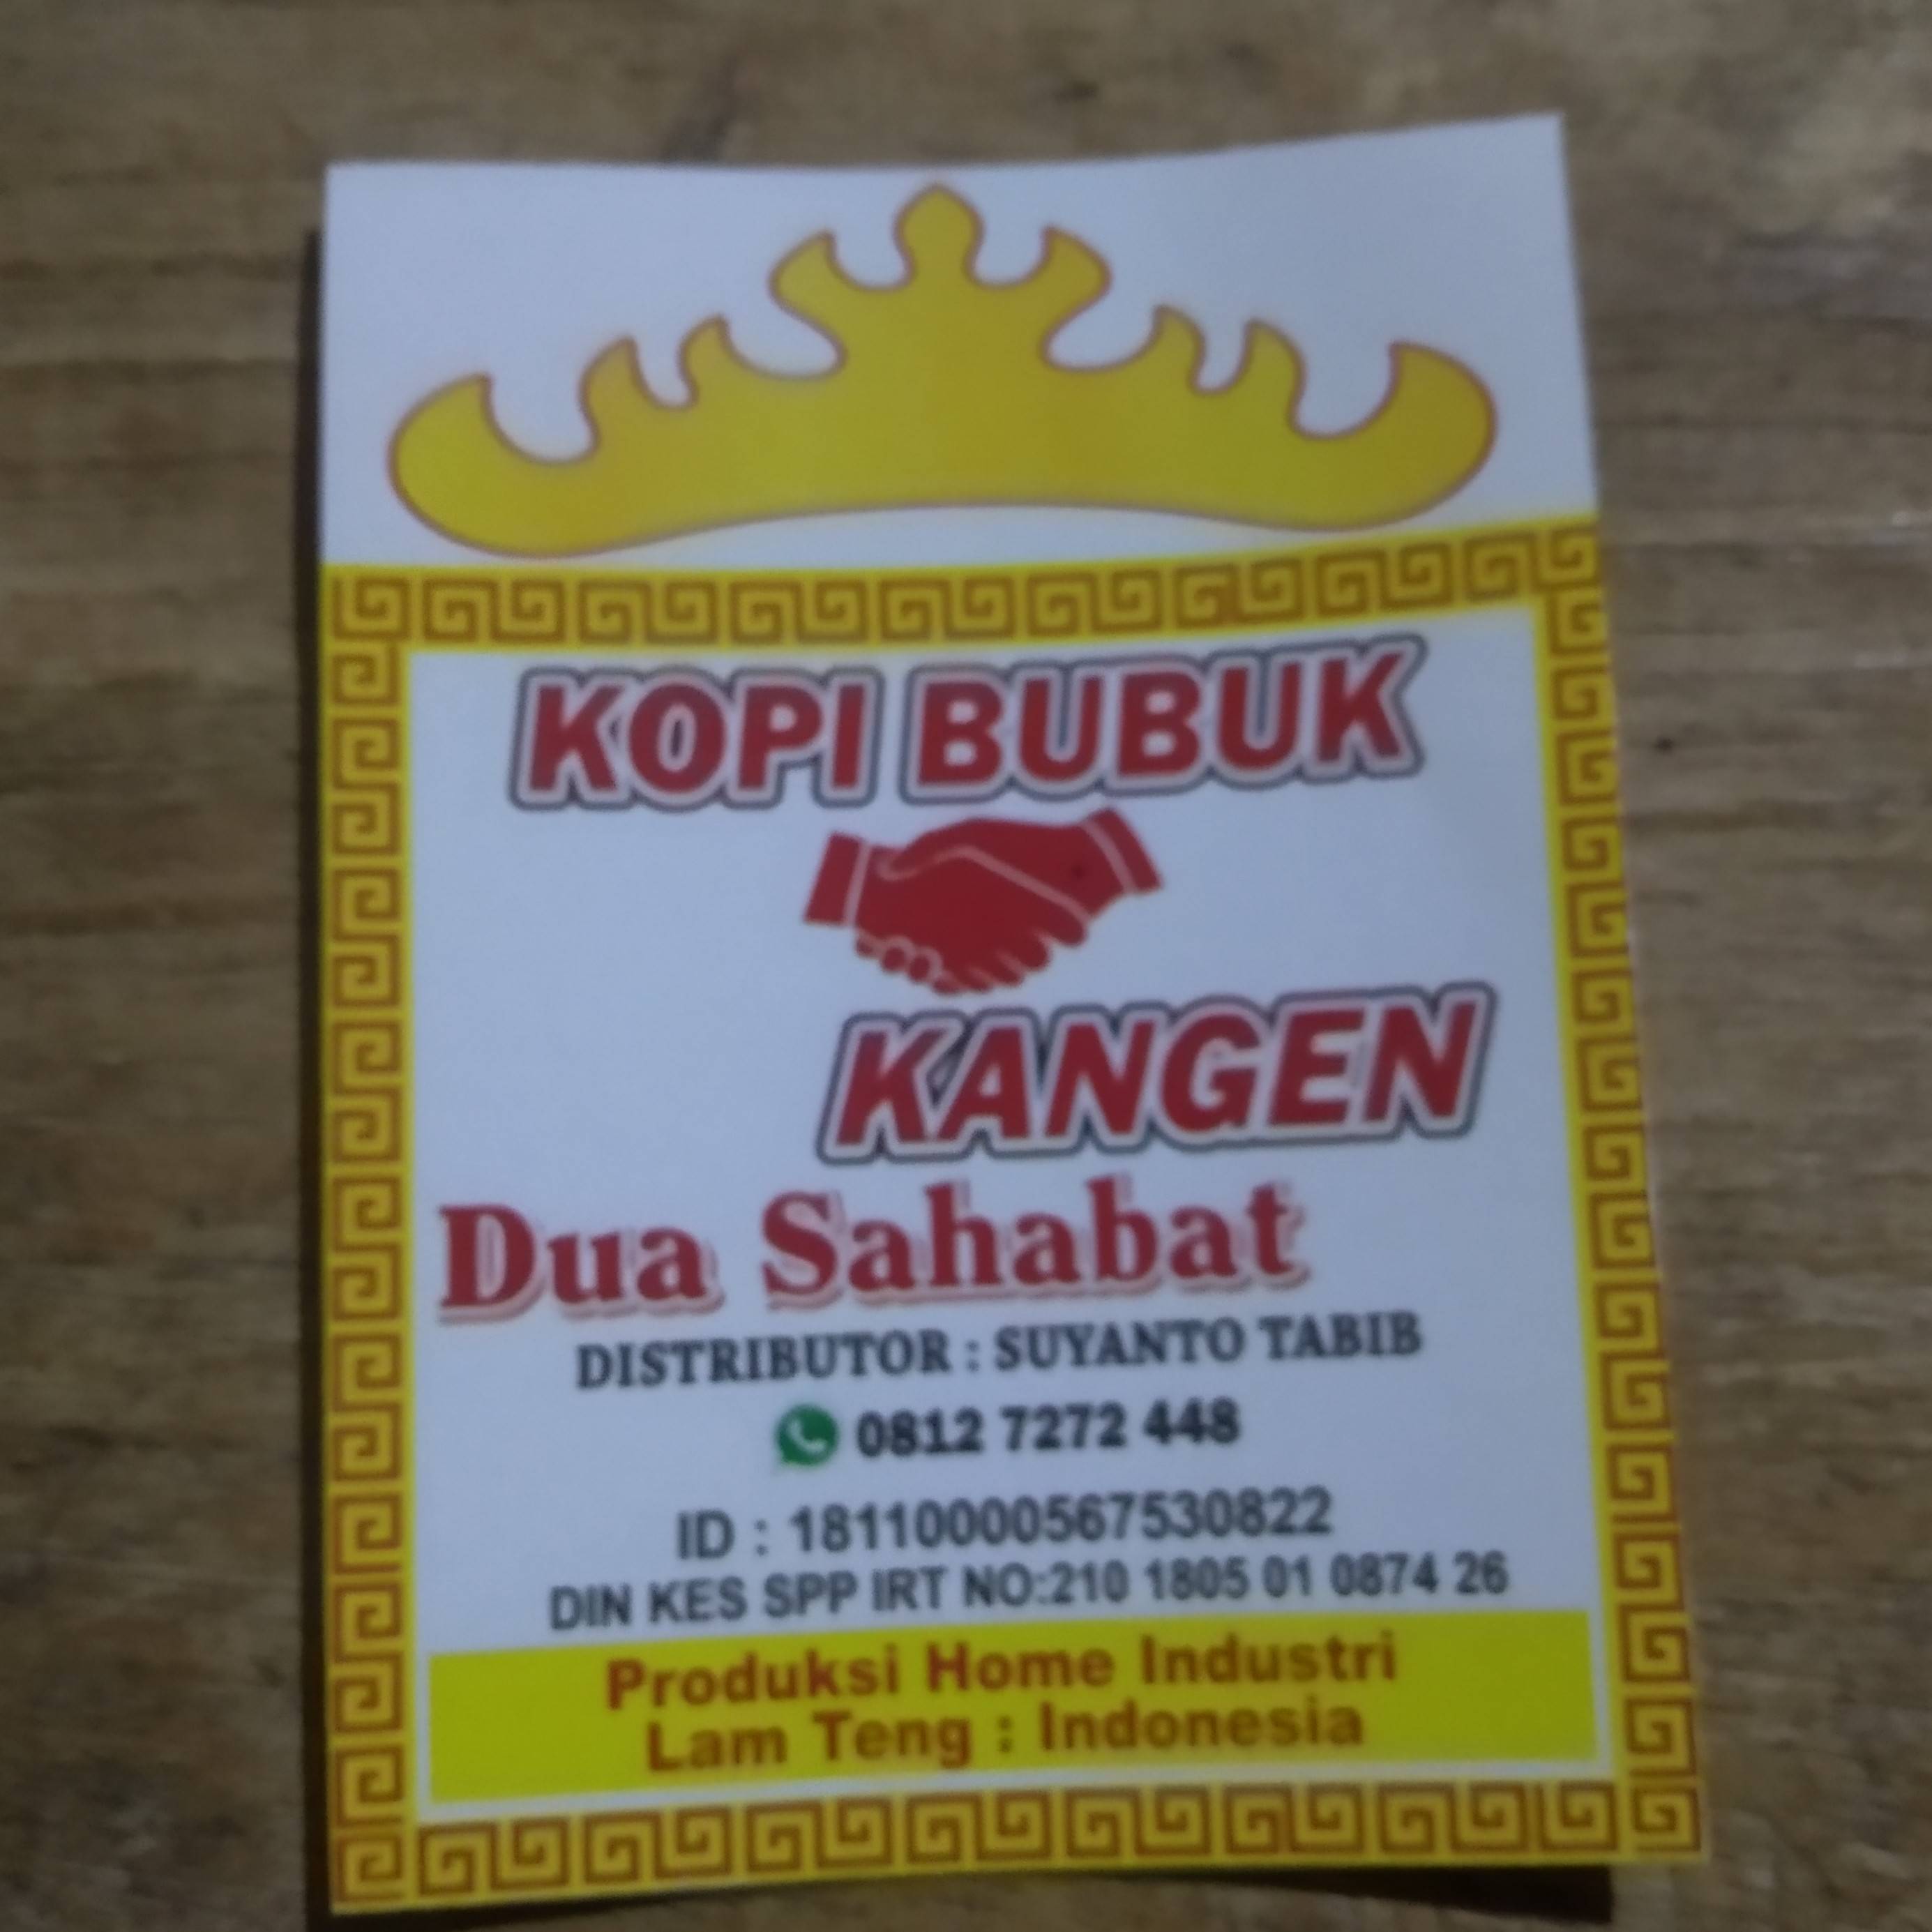 KOPI BUBUK
KANGEN
Dua Sahabat
DISTRIBUTOR : SUYANTO TABIB
0812 7272 448
ID : 18110000567530822
DIN KES SPP IRT NO:210 1805 01 0874 26
Produksi Home Industri
Lam Teng : Indonesia